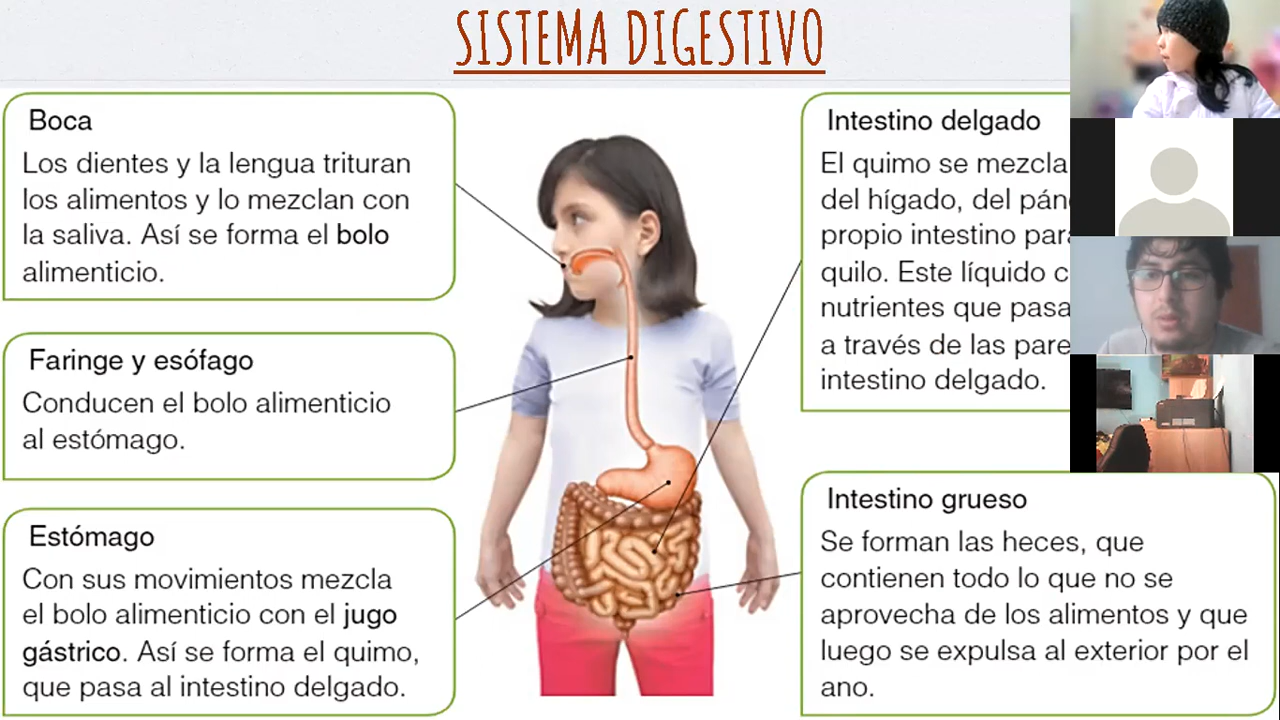 SISTEMA DIGESTIVO
Boca
Los dientes y la lengua trituran
los alimentos y lo mezclan con
la saliva. Así se forma el bolo
alimenticio.
Faringe y esófago
Conducen el bolo alimenticio
al estómago.
Estómago
Con sus movimientos mezcla
el bolo alimenticio con el jugo
gástrico. Así se forma el quimo,
que pasa al intestino delgado.
Intestino delgado
El quimo se mezcla
del hígado, del
propio intestino
quilo. Este líquido
nutrientes que
a través de las
intestino delgado.
Intestino grueso
Se forman las heces, que
contienen todo lo que no se
aprovecha de los alimentos y que
luego se expulsa al exterior por el
ano.